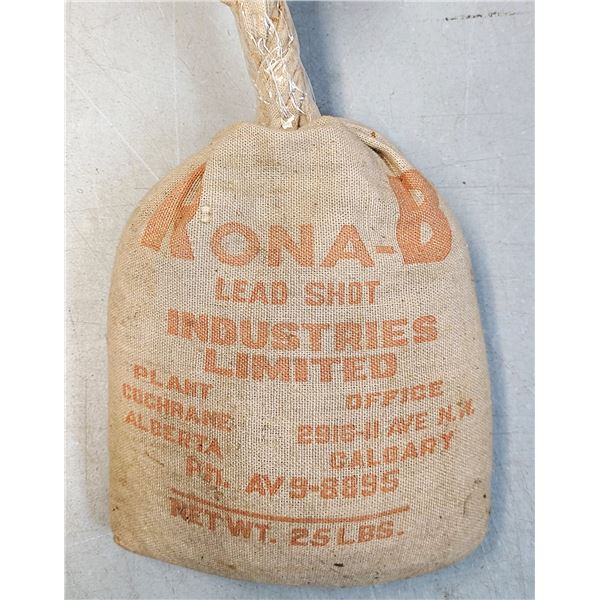 KONA-B
LEAD SHOT
INDUSTRIES
LIMITED
PLANT
COCHRANE
ALBERTA
OFFICE
2916-11 AVE N.W.
CALGARY
PH. AV 9-8895
NET WT. 25 LBS.